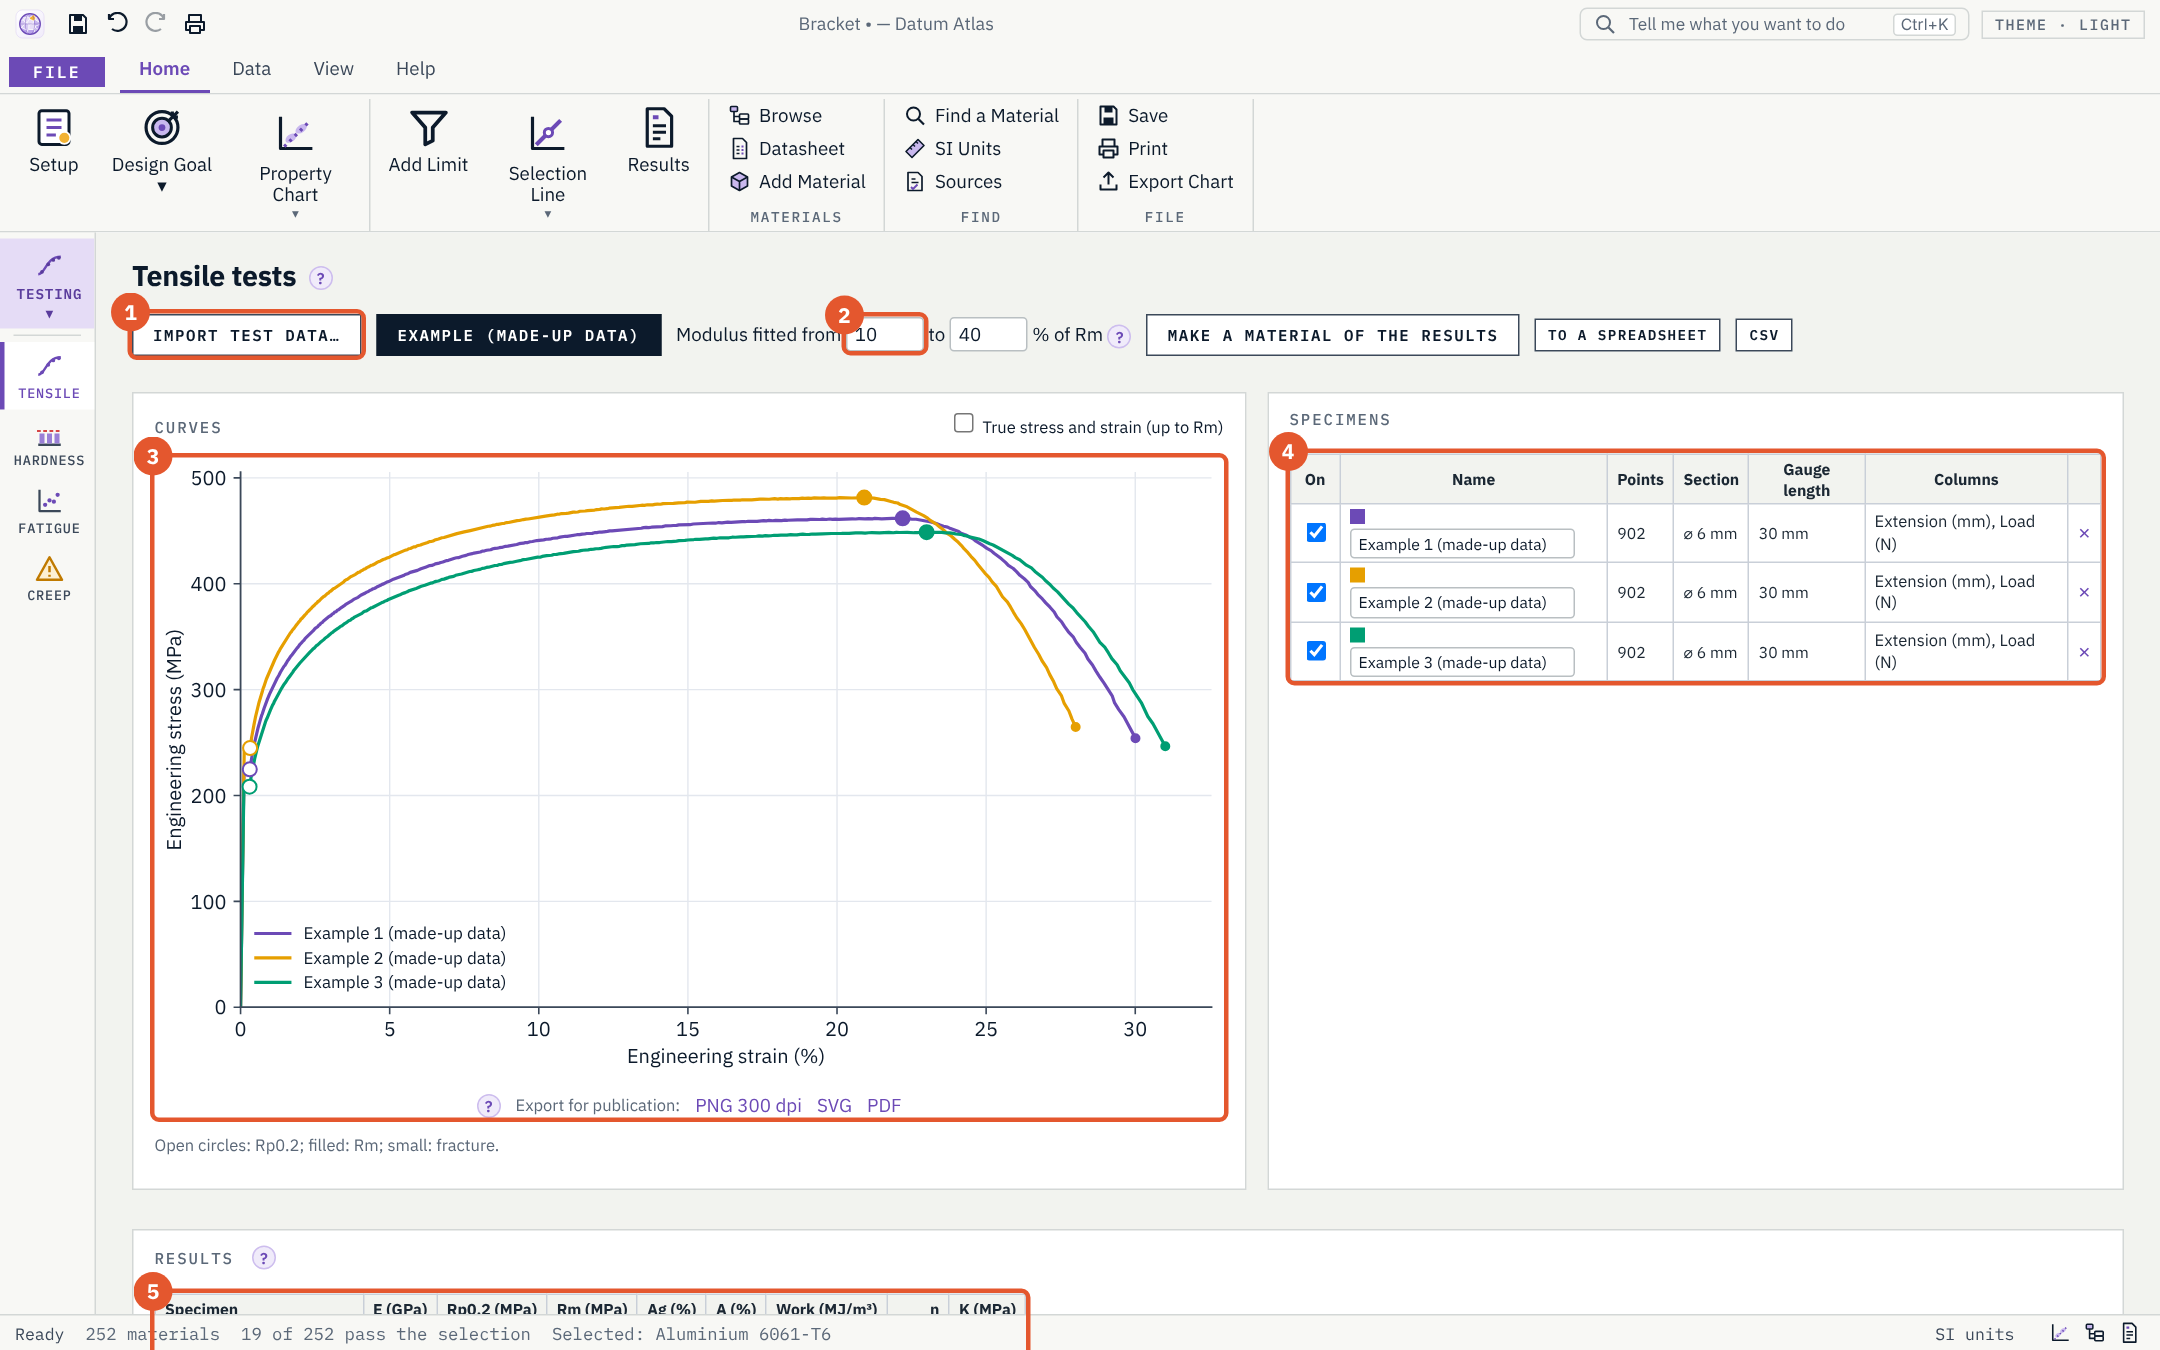 Bracket • — Datum Atlas
Tell me what you want to do
Ctrl+K
THEME · LIGHT
FILE
Home
Data
View
Help
Setup
Design Goal
▼
Property
Chart
▼
Add Limit
Selection
Line
▼
Results
Browse
Datasheet
Add Material
MATERIALS
Find a Material
SI Units
Sources
FIND
Save
Print
Export Chart
FILE
TESTING
▼
TENSILE
HARDNESS
FATIGUE
CREEP
Tensile tests ?
1
IMPORT TEST DATA…
EXAMPLE (MADE-UP DATA)
Modulus fitted from 10 to 40 % of Rm ?
2
MAKE A MATERIAL OF THE RESULTS
TO A SPREADSHEET
CSV
CURVES
True stress and strain (up to Rm)
3
500
400
300
200
100
0
Engineering stress (MPa)
Example 1 (made-up data)
Example 2 (made-up data)
Example 3 (made-up data)
0 5 10 15 20 25 30
Engineering strain (%)
? Export for publication: PNG 300 dpi SVG PDF
Open circles: Rp0.2; filled: Rm; small: fracture.
SPECIMENS
4
On Name Points Section Gauge length Columns
Example 1 (made-up data) 902 ⌀ 6 mm 30 mm Extension (mm), Load (N) ×
Example 2 (made-up data) 902 ⌀ 6 mm 30 mm Extension (mm), Load (N) ×
Example 3 (made-up data) 902 ⌀ 6 mm 30 mm Extension (mm), Load (N) ×
RESULTS ?
5
Specimen E (GPa) Rp0.2 (MPa) Rm (MPa) Ag (%) A (%) Work (MJ/m³) n K (MPa)
Ready 252 materials 19 of 252 pass the selection Selected: Aluminium 6061-T6
SI units